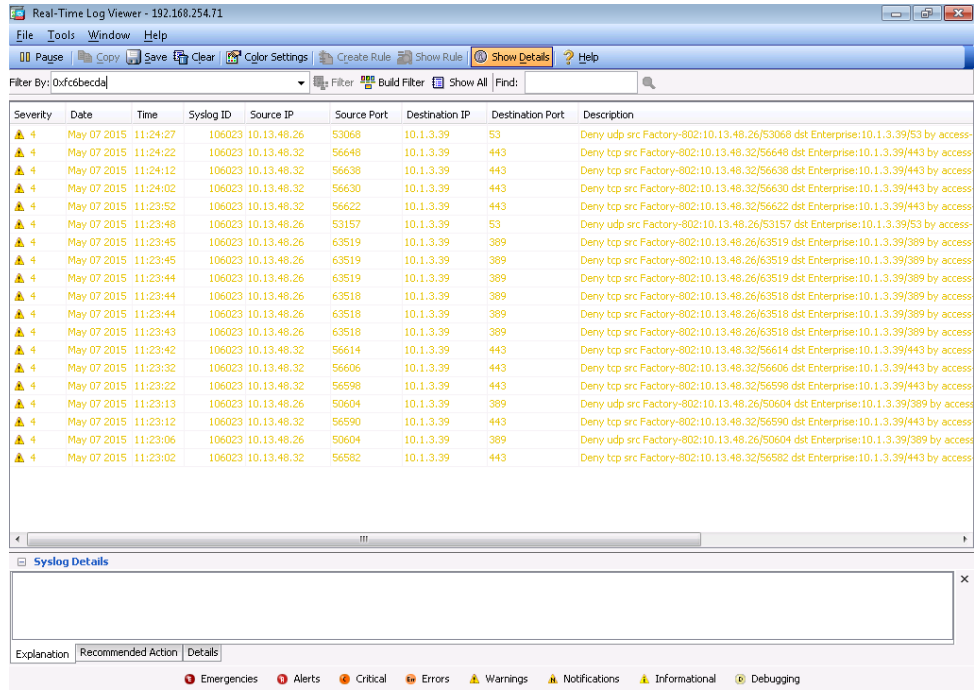 Real-Time Log Viewer - 192.168.254.71
File Tools Window Help
Pause Copy Save Clear Color Settings Create Rule Show Rule Show Details Help
Filter By: 0xfc6becda Filter Build Filter Show All Find:
Severity Date Time Syslog ID Source IP Source Port Destination IP Destination Port Description
4 May 07 2015 11:24:27 106023 10.13.48.26 53068 10.1.3.39 53 Deny udp src Factory-802:10.13.48.26/53068 dst Enterprise:10.1.3.39/53 by access-
4 May 07 2015 11:24:22 106023 10.13.48.32 56648 10.1.3.39 443 Deny tcp src Factory-802:10.13.48.32/56648 dst Enterprise:10.1.3.39/443 by access
4 May 07 2015 11:24:12 106023 10.13.48.32 56638 10.1.3.39 443 Deny tcp src Factory-802:10.13.48.32/56638 dst Enterprise:10.1.3.39/443 by access
4 May 07 2015 11:24:02 106023 10.13.48.32 56630 10.1.3.39 443 Deny tcp src Factory-802:10.13.48.32/56630 dst Enterprise:10.1.3.39/443 by access
4 May 07 2015 11:23:52 106023 10.13.48.32 56622 10.1.3.39 443 Deny tcp src Factory-802:10.13.48.32/56622 dst Enterprise:10.1.3.39/443 by access
4 May 07 2015 11:23:48 106023 10.13.48.26 53157 10.1.3.39 53 Deny udp src Factory-802:10.13.48.26/53157 dst Enterprise:10.1.3.39/53 by access-
4 May 07 2015 11:23:45 106023 10.13.48.26 63519 10.1.3.39 389 Deny tcp src Factory-802:10.13.48.26/63519 dst Enterprise:10.1.3.39/389 by access
4 May 07 2015 11:23:45 106023 10.13.48.26 63519 10.1.3.39 389 Deny tcp src Factory-802:10.13.48.26/63519 dst Enterprise:10.1.3.39/389 by access
4 May 07 2015 11:23:44 106023 10.13.48.26 63519 10.1.3.39 389 Deny tcp src Factory-802:10.13.48.26/63519 dst Enterprise:10.1.3.39/389 by access
4 May 07 2015 11:23:44 106023 10.13.48.26 63518 10.1.3.39 389 Deny tcp src Factory-802:10.13.48.26/63518 dst Enterprise:10.1.3.39/389 by access
4 May 07 2015 11:23:44 106023 10.13.48.26 63518 10.1.3.39 389 Deny tcp src Factory-802:10.13.48.26/63518 dst Enterprise:10.1.3.39/389 by access
4 May 07 2015 11:23:43 106023 10.13.48.26 63518 10.1.3.39 389 Deny tcp src Factory-802:10.13.48.26/63518 dst Enterprise:10.1.3.39/389 by access
4 May 07 2015 11:23:42 106023 10.13.48.32 56614 10.1.3.39 443 Deny tcp src Factory-802:10.13.48.32/56614 dst Enterprise:10.1.3.39/443 by access
4 May 07 2015 11:23:32 106023 10.13.48.32 56606 10.1.3.39 443 Deny tcp src Factory-802:10.13.48.32/56606 dst Enterprise:10.1.3.39/443 by access
4 May 07 2015 11:23:22 106023 10.13.48.32 56598 10.1.3.39 443 Deny tcp src Factory-802:10.13.48.32/56598 dst Enterprise:10.1.3.39/443 by access
4 May 07 2015 11:23:13 106023 10.13.48.26 50604 10.1.3.39 389 Deny udp src Factory-802:10.13.48.26/50604 dst Enterprise:10.1.3.39/389 by access
4 May 07 2015 11:23:12 106023 10.13.48.32 56590 10.1.3.39 443 Deny tcp src Factory-802:10.13.48.32/56590 dst Enterprise:10.1.3.39/443 by access
4 May 07 2015 11:23:06 106023 10.13.48.26 50604 10.1.3.39 389 Deny udp src Factory-802:10.13.48.26/50604 dst Enterprise:10.1.3.39/389 by access
4 May 07 2015 11:23:02 106023 10.13.48.32 56582 10.1.3.39 443 Deny tcp src Factory-802:10.13.48.32/56582 dst Enterprise:10.1.3.39/443 by access
Syslog Details
Explanation Recommended Action Details
Emergencies Alerts Critical Errors Warnings Notifications Informational Debugging